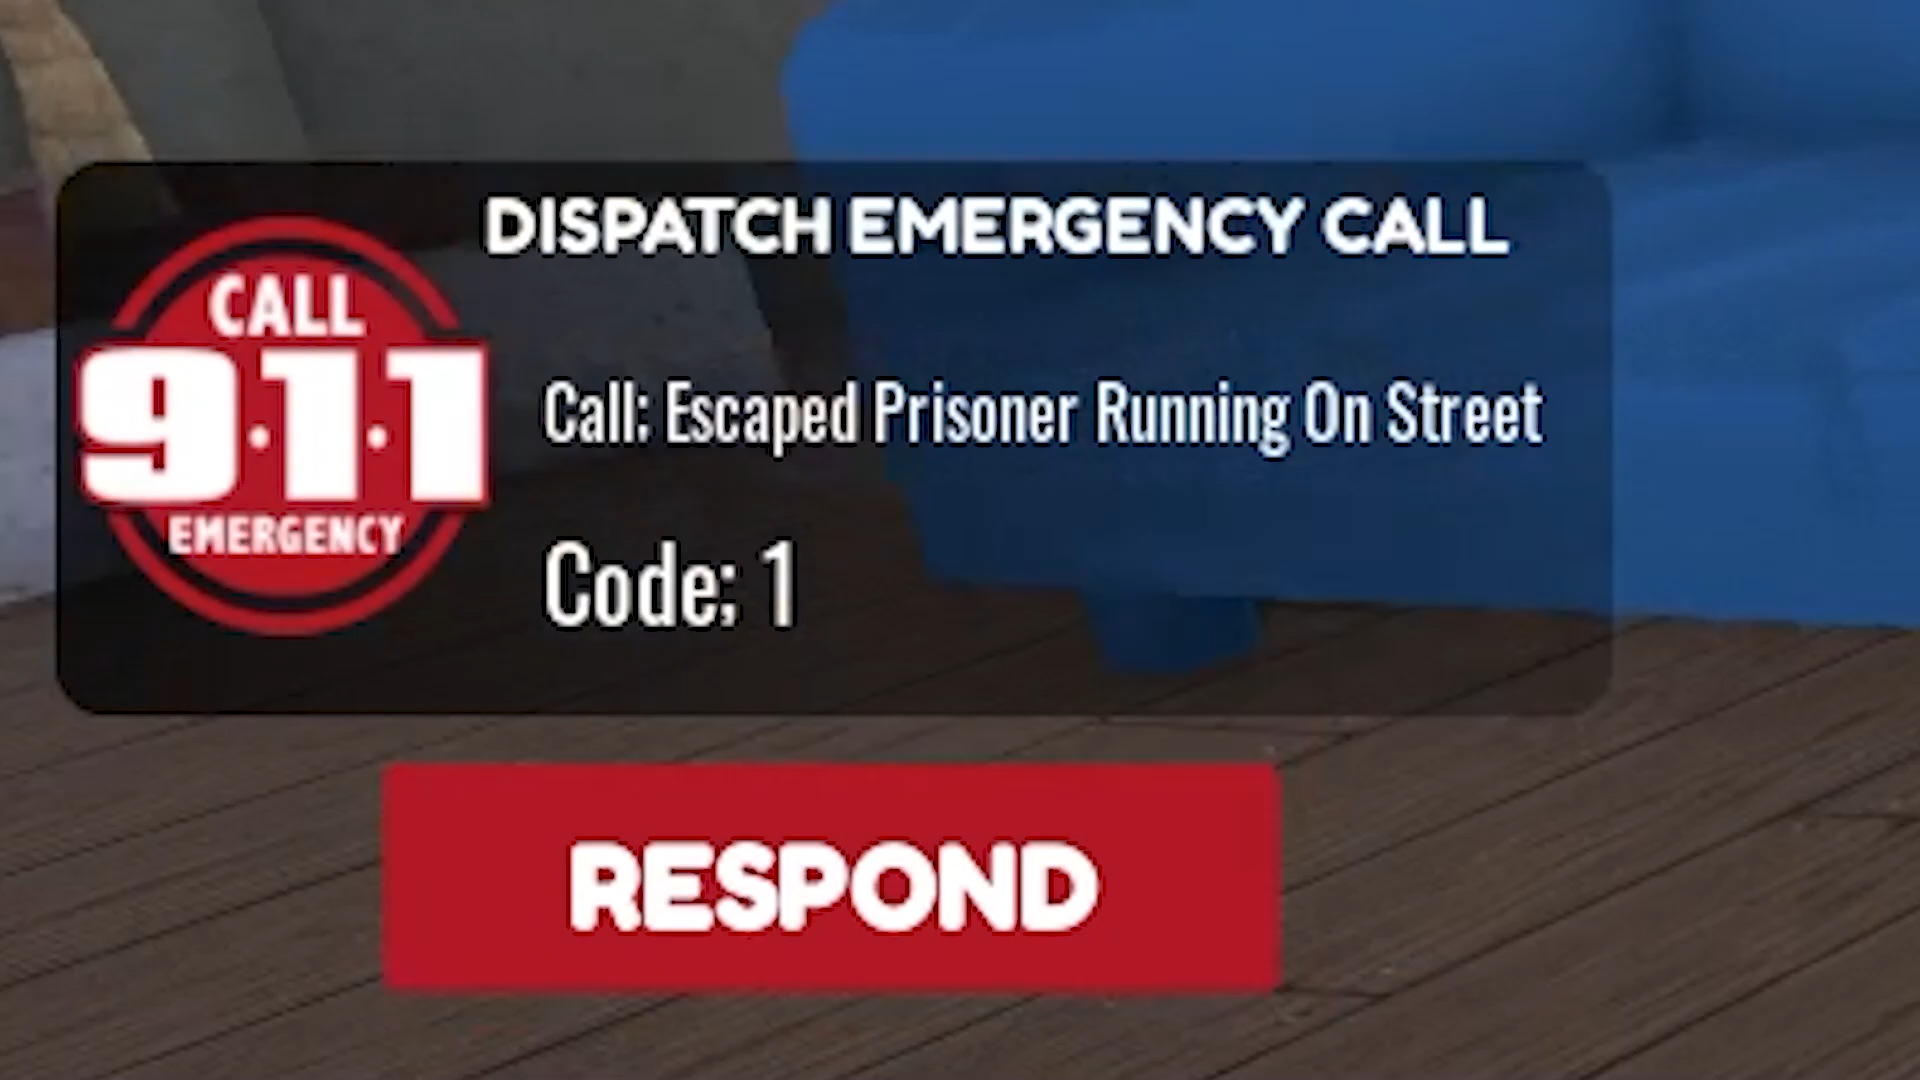 DISPATCH EMERGENCY CALL
CALL
9·1·1
EMERGENCY
Call: Escaped Prisoner Running On Street
Code: 1
RESPOND